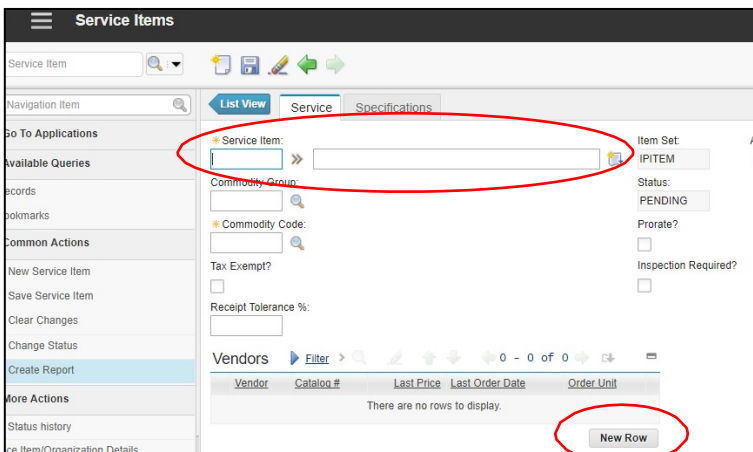 Service Items
Service Item
Navigation Item
Go To Applications
Available Queries
ecords
ookmarks
Common Actions
New Service Item
Save Service Item
Clear Changes
Change Status
Create Report
More Actions
Status history
ce Item/Organization Details
List View Service Specifications
Service Item: Item Set:
IPITEM
Commodity Group: Status:
PENDING
Commodity Code: Prorate?
Tax Exempt? Inspection Required?
Receipt Tolerance %:
Vendors Filter 0 - 0 of 0
Vendor Catalog # Last Price Last Order Date Order Unit
There are no rows to display.
New Row